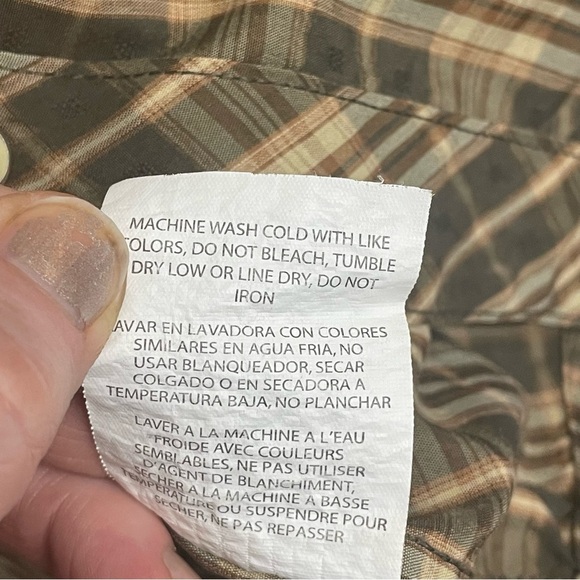 MACHINE WASH COLD WITH LIKE
COLORS, DO NOT BLEACH, TUMBLE
DRY LOW OR LINE DRY, DO NOT
IRON
LAVAR EN LAVADORA CON COLORES
SIMILARES EN AGUA FRIA, NO
USAR BLANQUEADOR, SECAR
COLGADO O EN SECADORA A
TEMPERATURA BAJA, NO PLANCHAR
LAVER A LA MACHINE A L'EAU
FROIDE AVEC COULEURS
SEMBLABLES, NE PAS UTILISER
D'AGENT DE BLANCHIMENT,
SECHER A LA MACHINE A BASSE
TEMPERATURE OU SUSPENDRE POUR
SECHER, NE PAS REPASSER